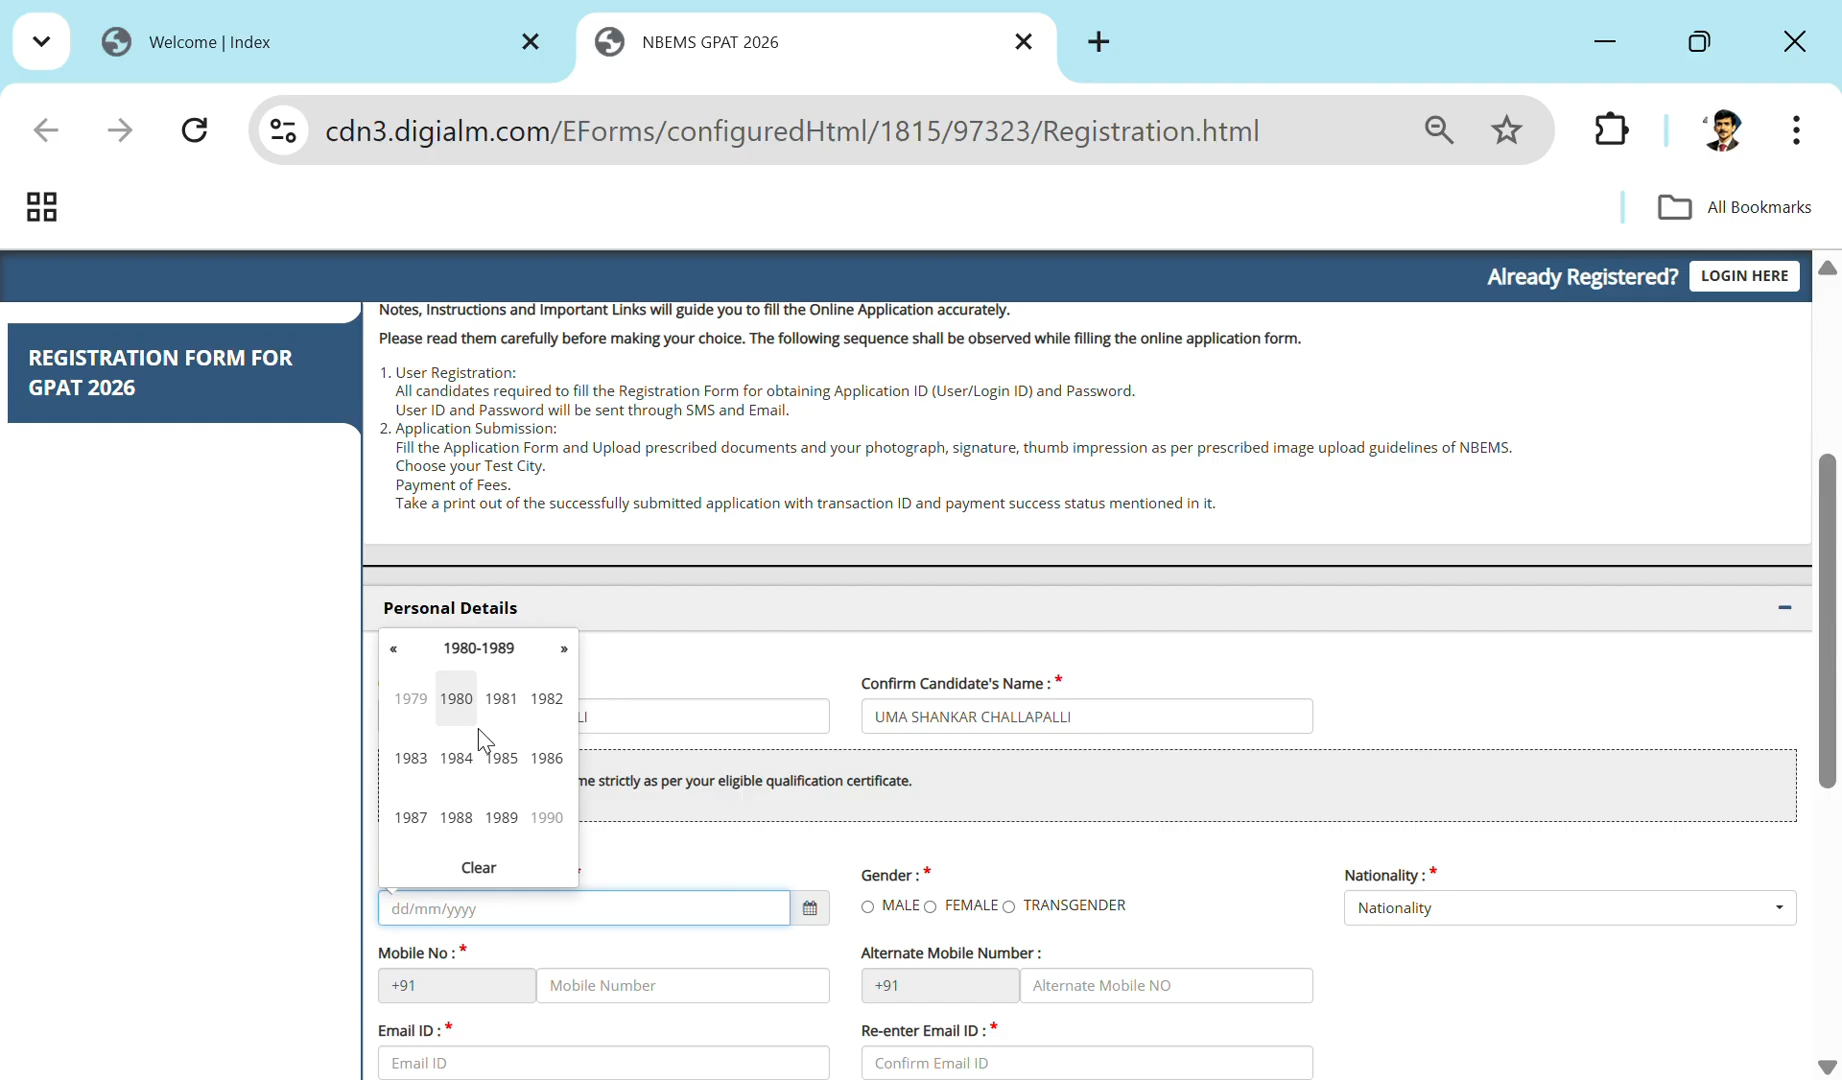 Welcome | Index
NBEMS GPAT 2026
cdn3.digialm.com/EForms/configuredHtml/1815/97323/Registration.html
All Bookmarks
Already Registered? LOGIN HERE
REGISTRATION FORM FOR
GPAT 2026
Notes, Instructions and Important Links will guide you to fill the Online Application accurately.
Please read them carefully before making your choice. The following sequence shall be observed while filling the online application form.
1. User Registration:
All candidates required to fill the Registration Form for obtaining Application ID (User/Login ID) and Password.
User ID and Password will be sent through SMS and Email.
2. Application Submission:
Fill the Application Form and Upload prescribed documents and your photograph, signature, thumb impression as per prescribed image upload guidelines of NBEMS.
Choose your Test City.
Payment of Fees.
Take a print out of the successfully submitted application with transaction ID and payment success status mentioned in it.
Personal Details
« 1980-1989 »
1979 1980 1981 1982
1983 1984 1985 1986
1987 1988 1989 1990
Clear
Confirm Candidate's Name : *
LI
UMA SHANKAR CHALLAPALLI
me strictly as per your eligible qualification certificate.
*
dd/mm/yyyy
Gender : *
MALE FEMALE TRANSGENDER
Nationality : *
Nationality
Mobile No : *
+91 Mobile Number
Alternate Mobile Number :
+91 Alternate Mobile NO
Email ID : *
Email ID
Re-enter Email ID : *
Confirm Email ID